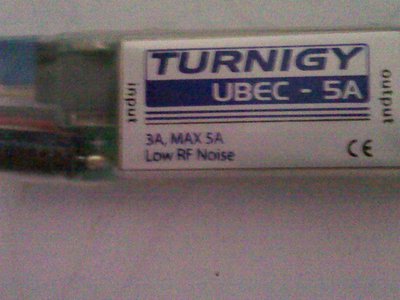 TURNIGY
UBEC - 5A
input
output
3A, MAX 5A
Low RF Noise
CE